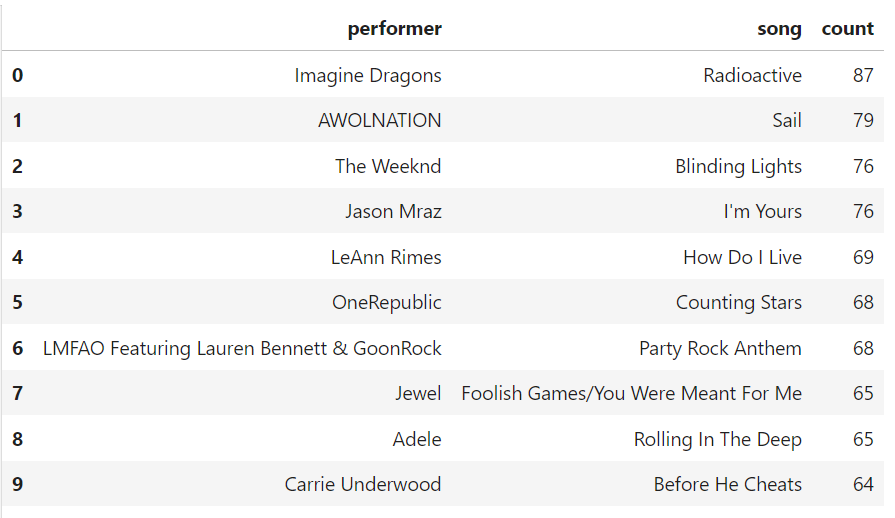 performer song count
0 Imagine Dragons Radioactive 87
1 AWOLNATION Sail 79
2 The Weeknd Blinding Lights 76
3 Jason Mraz I'm Yours 76
4 LeAnn Rimes How Do I Live 69
5 OneRepublic Counting Stars 68
6 LMFAO Featuring Lauren Bennett & GoonRock Party Rock Anthem 68
7 Jewel Foolish Games/You Were Meant For Me 65
8 Adele Rolling In The Deep 65
9 Carrie Underwood Before He Cheats 64